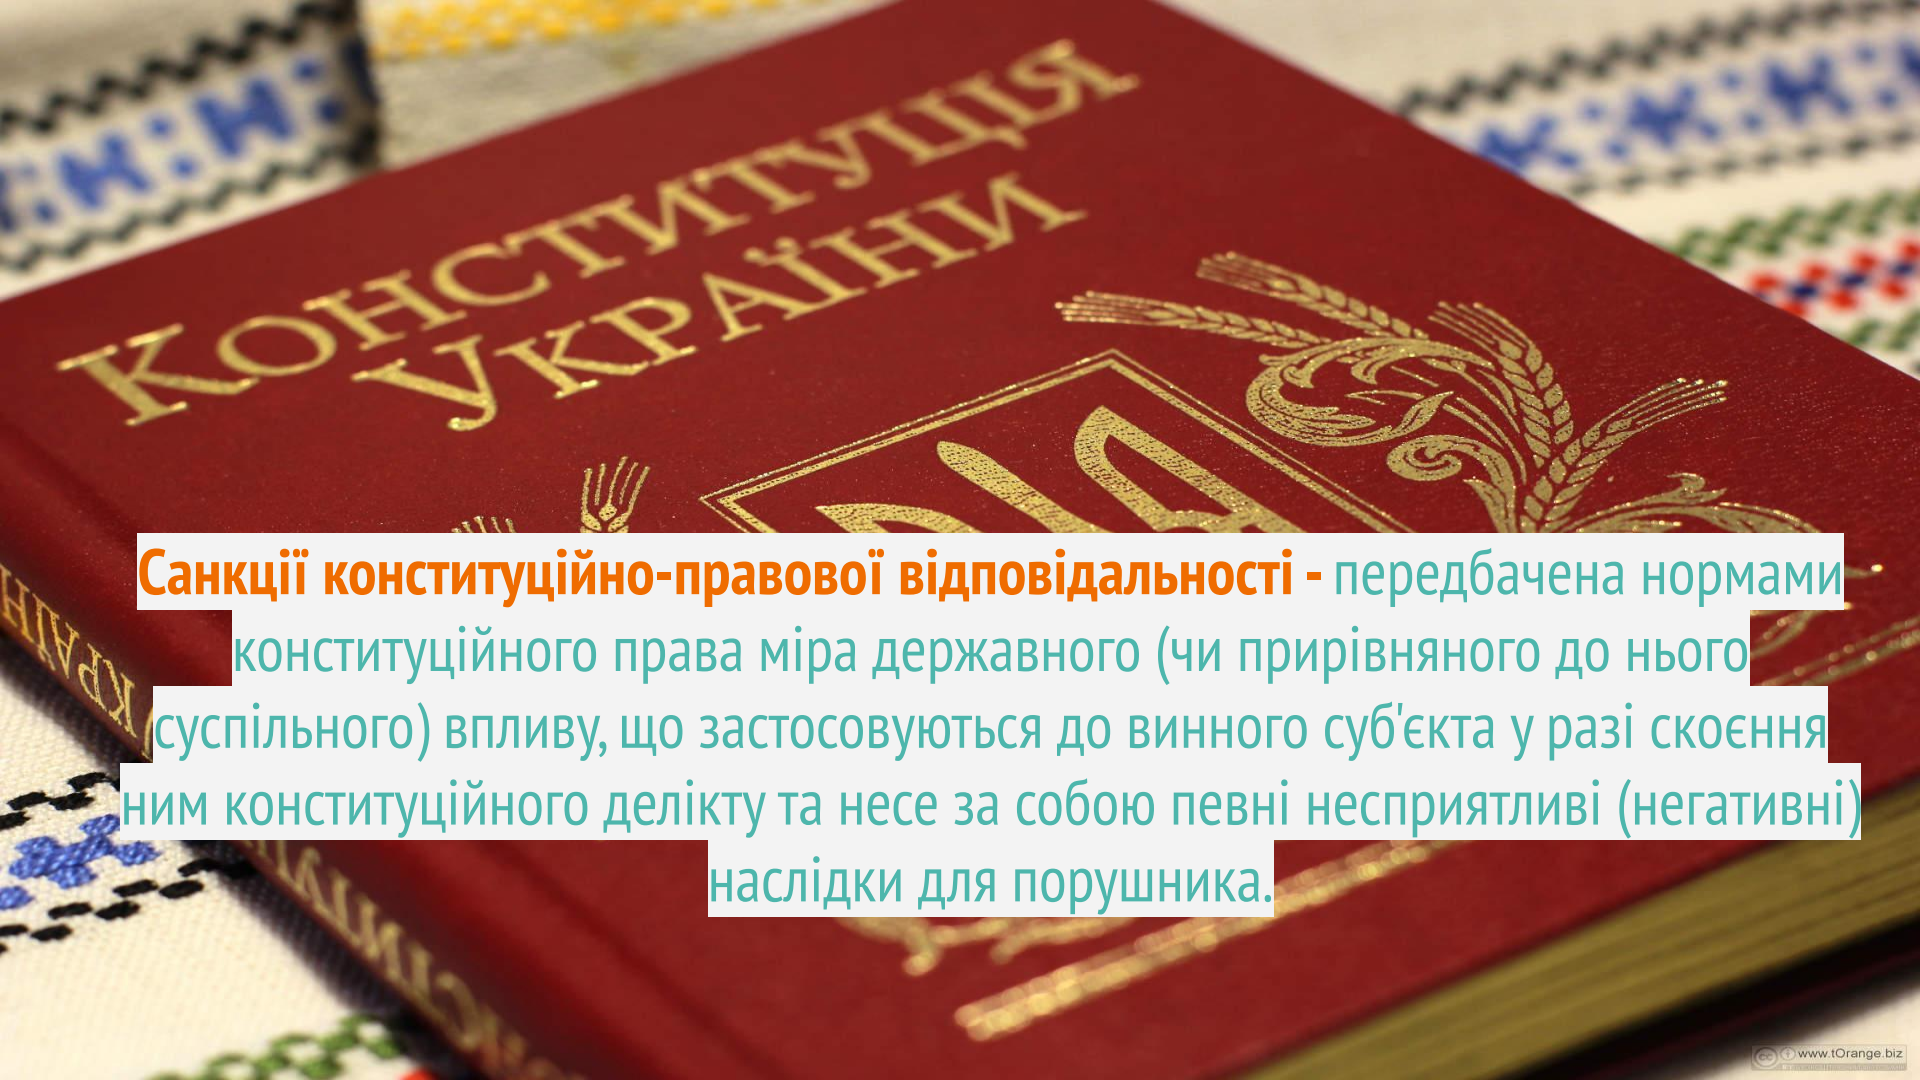 Конституція
України
Санкції конституційно-правової відповідальності - передбачена нормами
конституційного права міра державного (чи прирівняного до нього
суспільного) впливу, що застосовуються до винного суб'єкта у разі скоєння
ним конституційного делікту та несе за собою певні несприятливі (негативні)
наслідки для порушника.
www.tOrange.biz